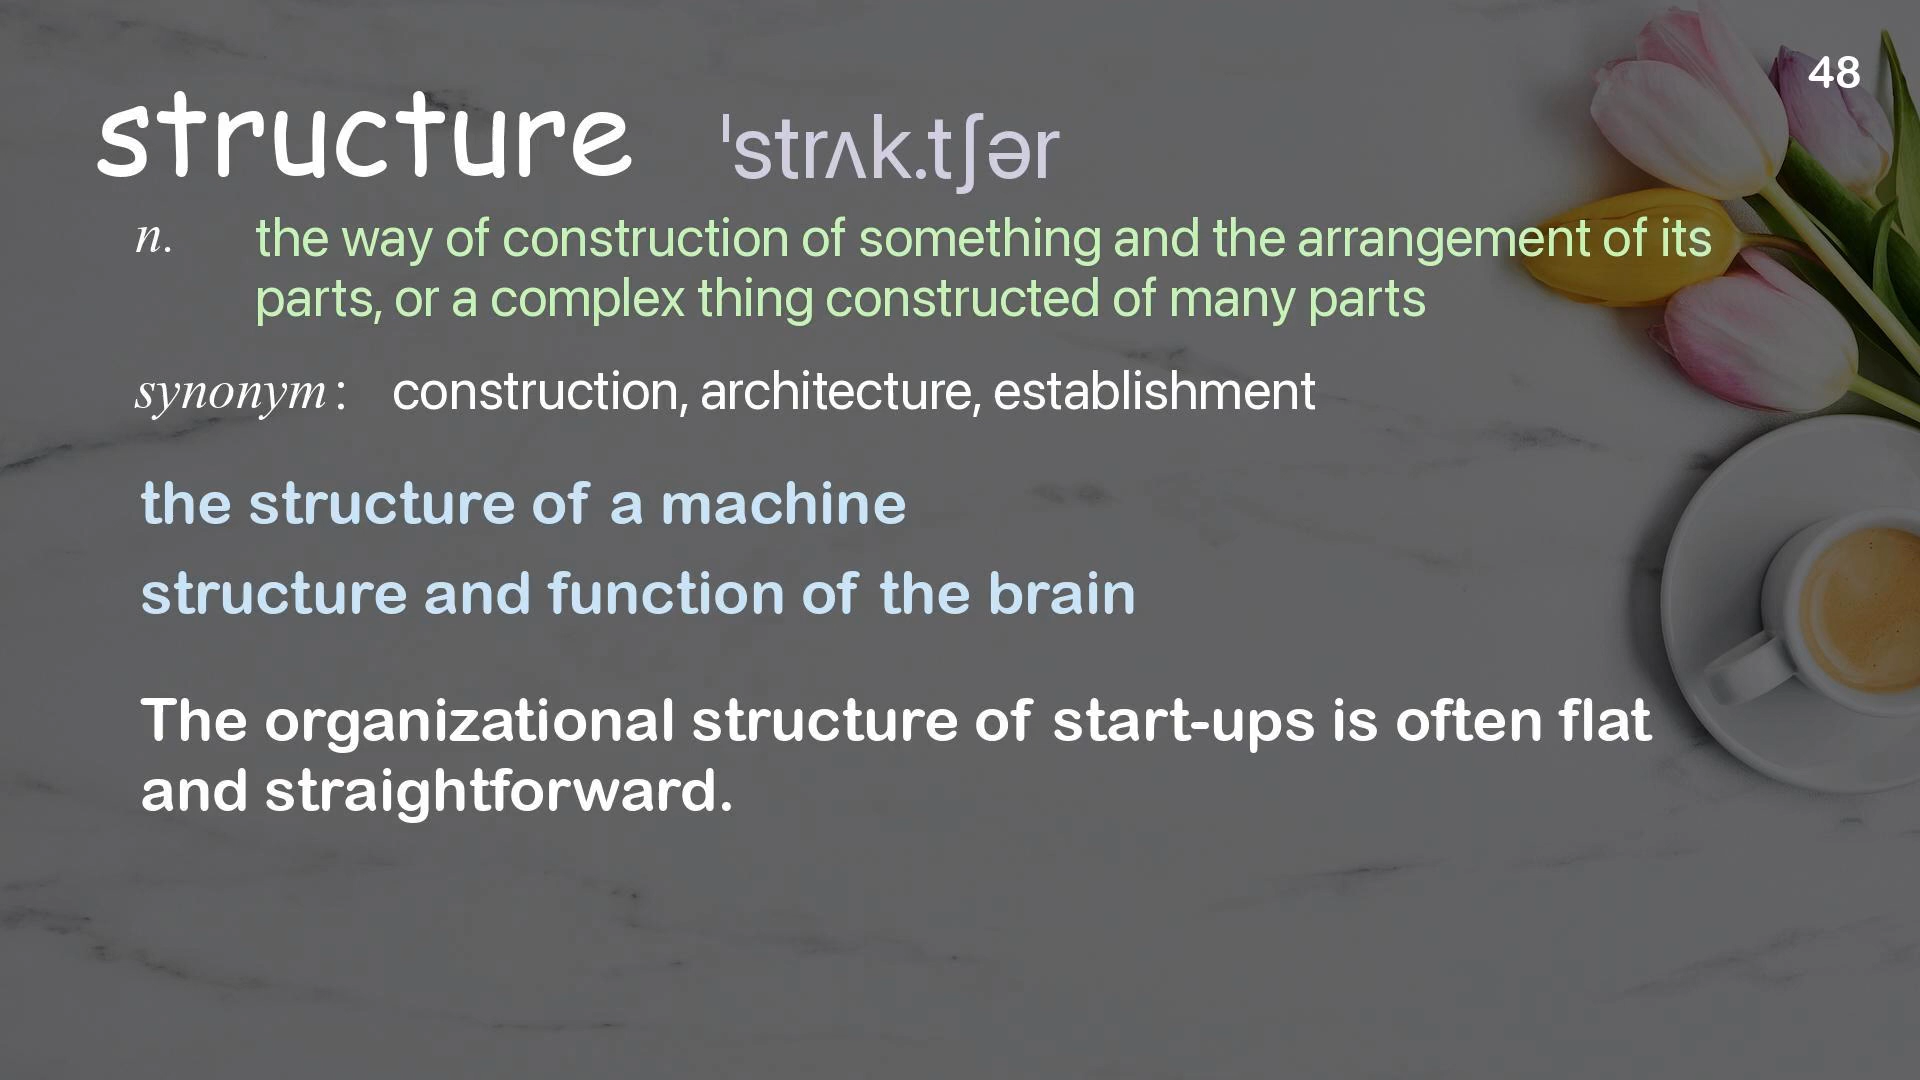 48
structure ˈstrʌk.tʃər
n. the way of construction of something and the arrangement of its
parts, or a complex thing constructed of many parts
synonym: construction, architecture, establishment
the structure of a machine
structure and function of the brain
The organizational structure of start-ups is often flat
and straightforward.